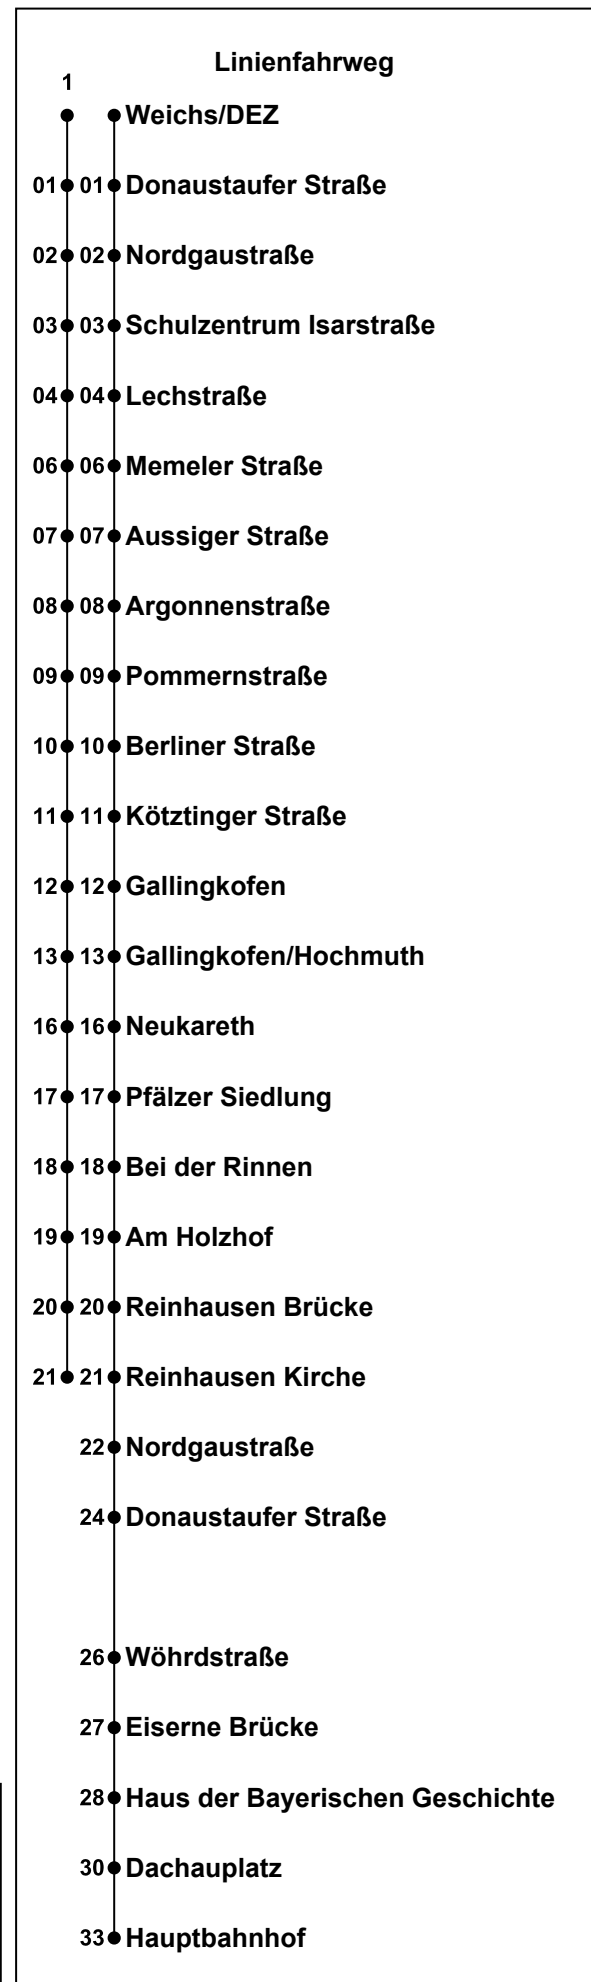 Linienfahrweg
1
Weichs/DEZ
01 01 Donaustaufer Straße
02 02 Nordgaustraße
03 03 Schulzentrum Isarstraße
04 04 Lechstraße
06 06 Memeler Straße
07 07 Aussiger Straße
08 08 Argonnenstraße
09 09 Pommernstraße
10 10 Berliner Straße
11 11 Kötztinger Straße
12 12 Gallingkofen
13 13 Gallingkofen/Hochmuth
16 16 Neukareth
17 17 Pfälzer Siedlung
18 18 Bei der Rinnen
19 19 Am Holzhof
20 20 Reinhausen Brücke
21 21 Reinhausen Kirche
22 Nordgaustraße
24 Donaustaufer Straße
26 Wöhrdstraße
27 Eiserne Brücke
28 Haus der Bayerischen Geschichte
30 Dachauplatz
33 Hauptbahnhof